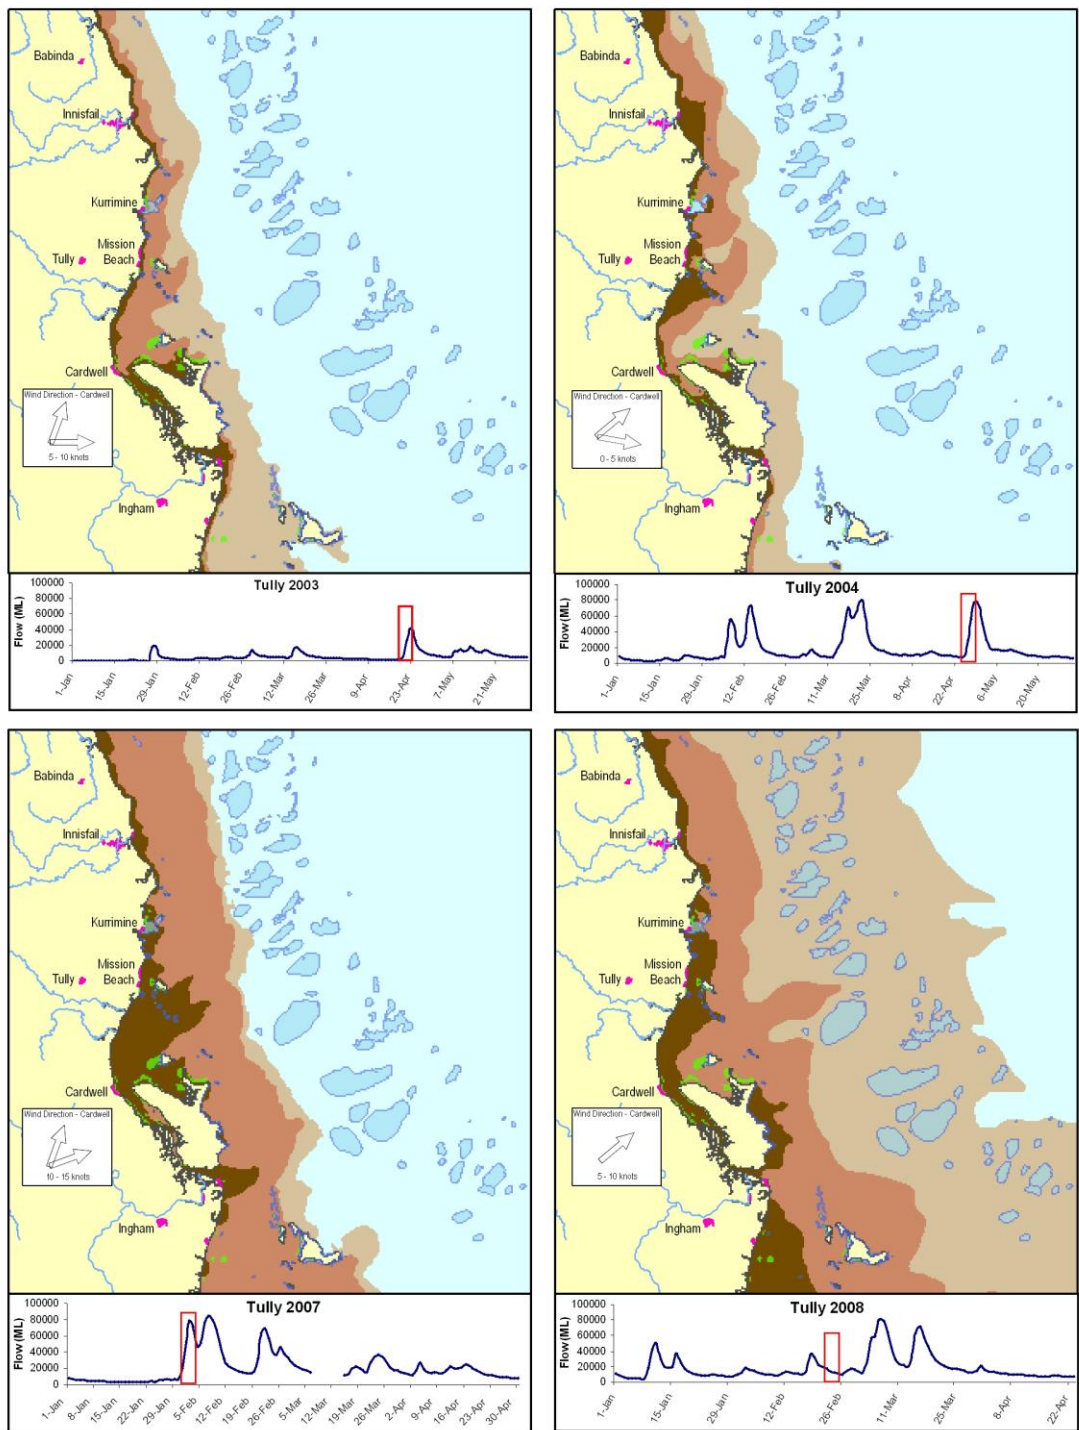 Babinda
Innisfail
Kurrimine
Mission
Beach
Tully
Cardwell
Wind Direction - Cardwell
5 - 10 knots
Ingham
Babinda
Innisfail
Kurrimine
Mission
Beach
Tully
Cardwell
Wind Direction - Cardwell
0 - 5 knots
Ingham
Tully 2003
Flow (ML)
100000
80000
60000
40000
20000
0
1-Jan
15-Jan
29-Jan
12-Feb
26-Feb
12-Mar
26-Mar
9-Apr
23-Apr
7-May
21-May
Tully 2004
Flow (ML)
100000
80000
60000
40000
20000
0
1-Jan
15-Jan
29-Jan
12-Feb
26-Feb
11-Mar
25-Mar
8-Apr
22-Apr
6-May
20-May
Babinda
Innisfail
Kurrimine
Mission
Beach
Tully
Cardwell
Wind Direction - Cardwell
10 - 15 knots
Ingham
Babinda
Innisfail
Kurrimine
Mission
Beach
Tully
Cardwell
Wind Direction - Cardwell
5 - 10 knots
Ingham
Tully 2007
Flow (ML)
100000
80000
60000
40000
20000
0
1-Jan
8-Jan
15-Jan
22-Jan
29-Jan
5-Feb
12-Feb
19-Feb
26-Feb
5-Mar
12-Mar
19-Mar
26-Mar
2-Apr
9-Apr
16-Apr
23-Apr
30-Apr
Tully 2008
Flow (ML)
100000
80000
60000
40000
20000
0
1-Jan
15-Jan
29-Jan
12-Feb
26-Feb
11-Mar
25-Mar
8-Apr
22-Apr